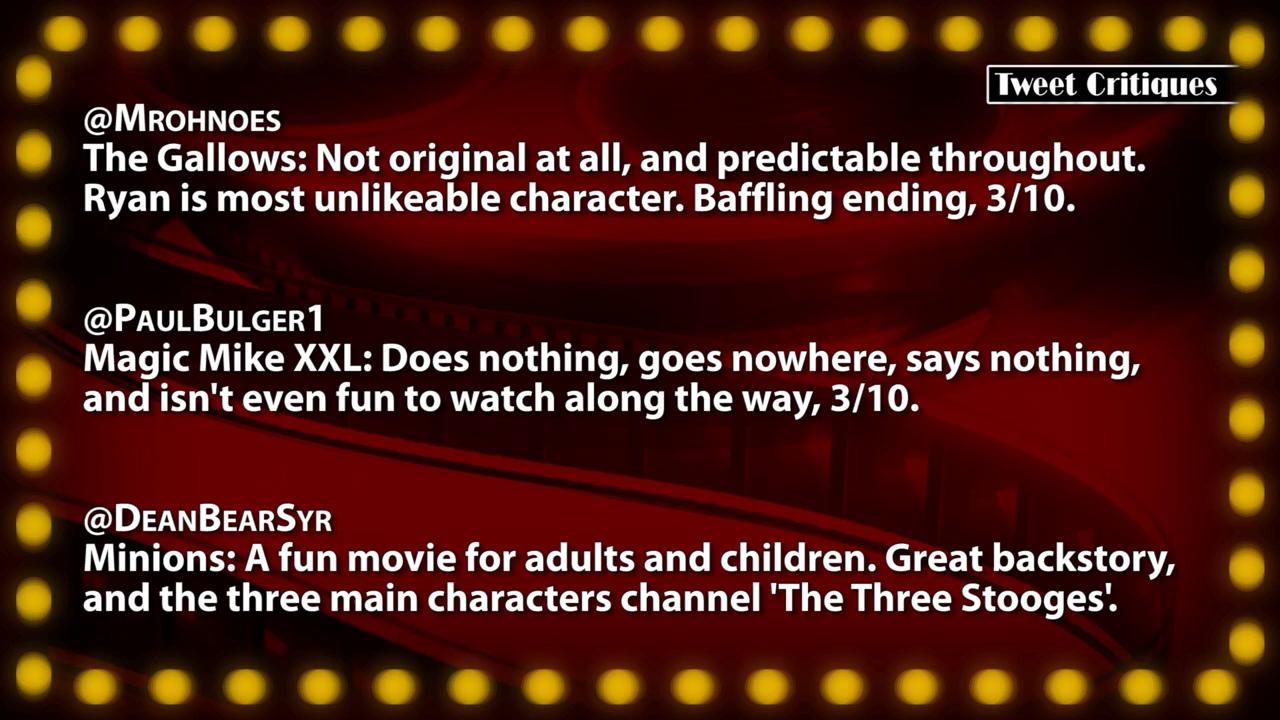 Tweet Critiques
@MROHNOES
The Gallows: Not original at all, and predictable throughout.
Ryan is most unlikeable character. Baffling ending, 3/10.
@PAULBULGER1
Magic Mike XXL: Does nothing, goes nowhere, says nothing,
and isn't even fun to watch along the way, 3/10.
@DEANBEARSYR
Minions: A fun movie for adults and children. Great backstory,
and the three main characters channel 'The Three Stooges'.